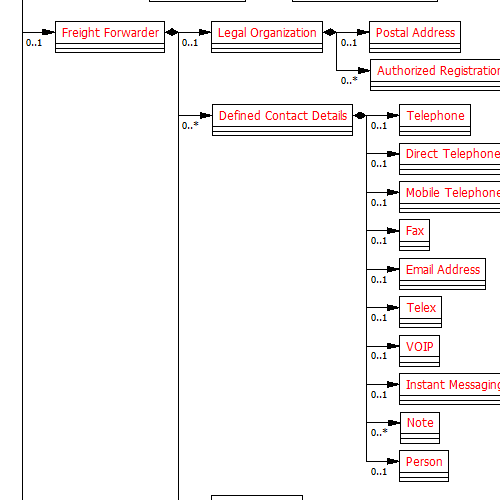 Freight Forwarder
0..1
Legal Organization
0..1
Postal Address
0..1
Authorized Registration
0..*
Defined Contact Details
0..*
Telephone
0..1
Direct Telephone
0..1
Mobile Telephone
0..1
Fax
0..1
Email Address
0..1
Telex
0..1
VOIP
0..1
Instant Messaging
0..1
Note
0..*
Person
0..1